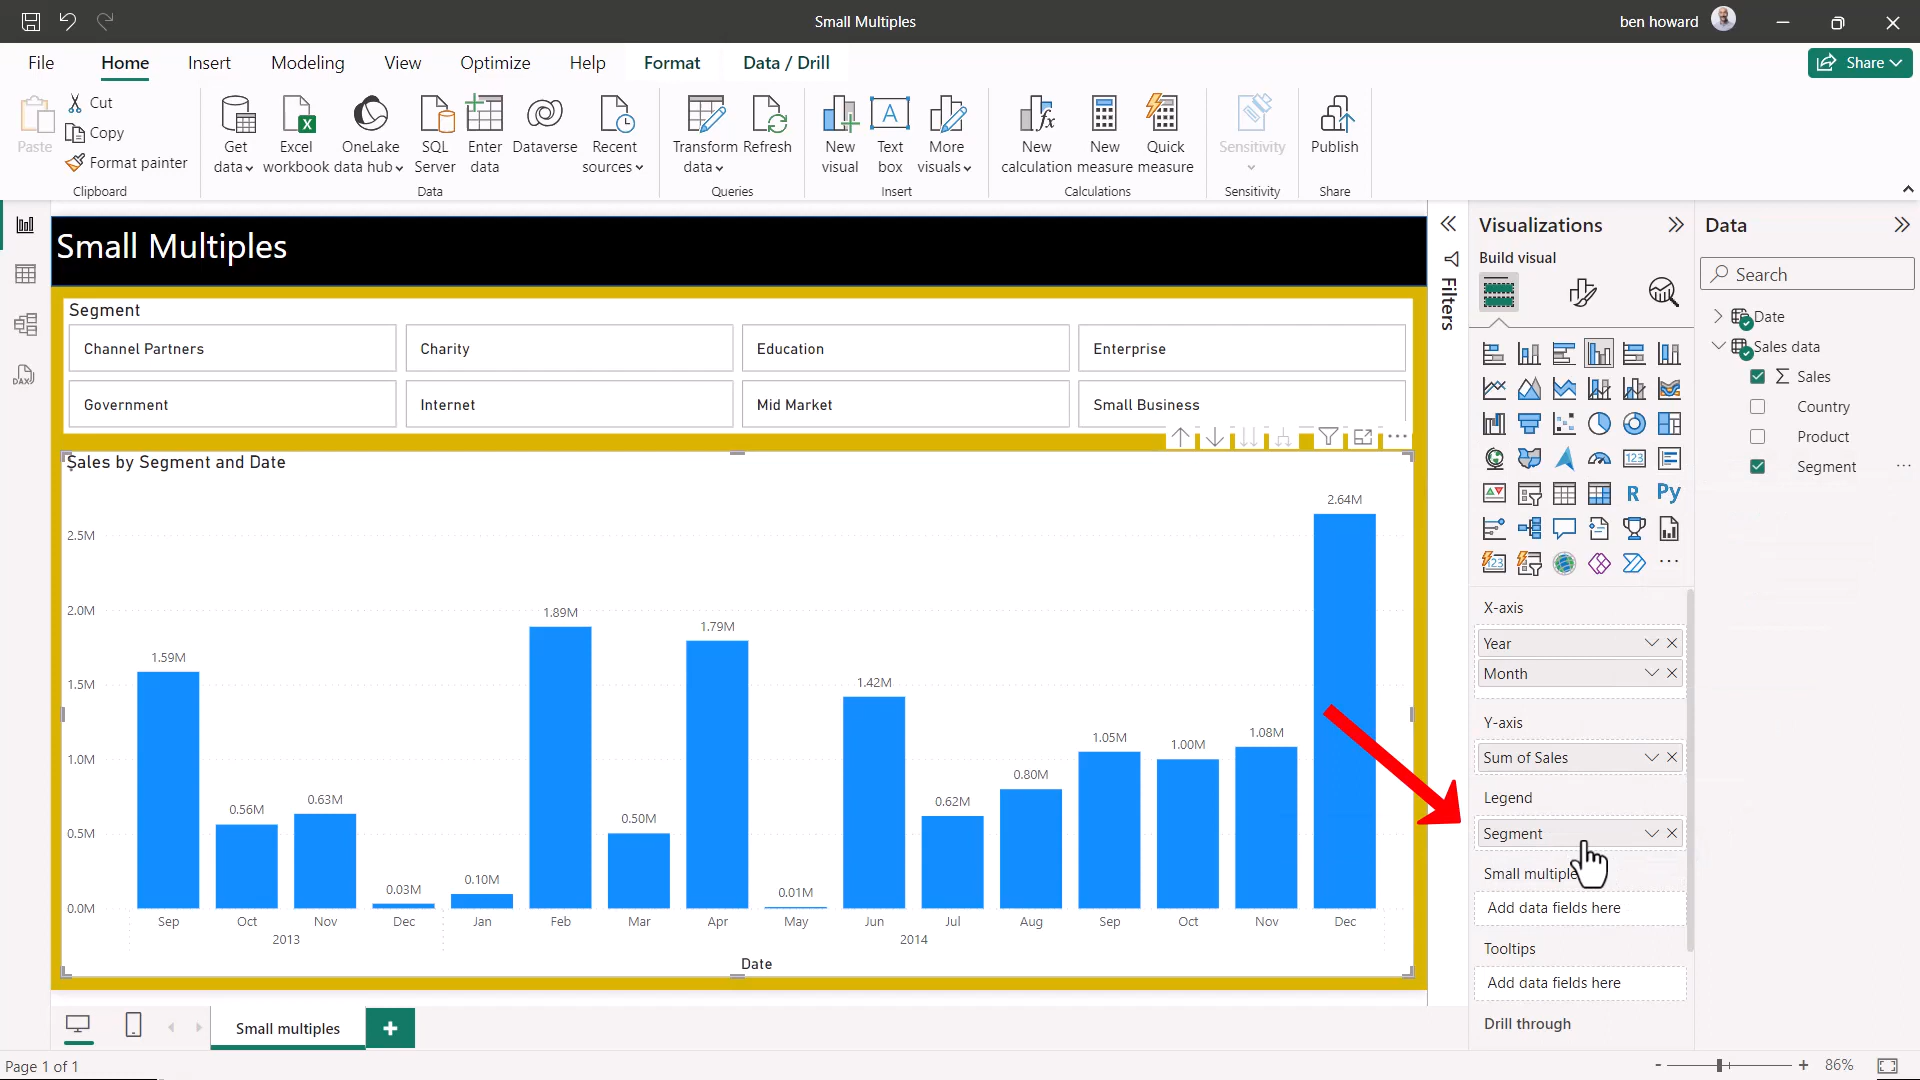 Small Multiples
ben howard
File Home Insert Modeling View Optimize Help Format Data / Drill
Share
Paste
Cut
Copy
Format painter
Clipboard
Get data
Excel workbook
OneLake data hub
SQL Server
Enter data
Dataverse
Recent sources
Data
Transform data
Refresh
Queries
New visual
Text box
More visuals
Insert
New calculation
New measure
Quick measure
Calculations
Sensitivity
Sensitivity
Publish
Share
Small Multiples
Segment
Channel Partners Charity Education Enterprise
Government Internet Mid Market Small Business
Sales by Segment and Date
2.5M
2.0M
1.5M
1.0M
0.5M
0.0M
1.59M
0.56M
0.63M
0.03M
0.10M
1.89M
0.50M
1.79M
0.01M
1.42M
0.62M
0.80M
1.05M
1.00M
1.08M
2.64M
Sep Oct Nov Dec Jan Feb Mar Apr May Jun Jul Aug Sep Oct Nov Dec
2013 2014
Date
Filters
Visualizations
Build visual
123
R
Py
123
X-axis
Year
Month
Y-axis
Sum of Sales
Legend
Segment
Small multiple
Add data fields here
Tooltips
Add data fields here
Drill through
Data
Search
Date
Sales data
Sales
Country
Product
Segment
DAX
Small multiples
Page 1 of 1
86%